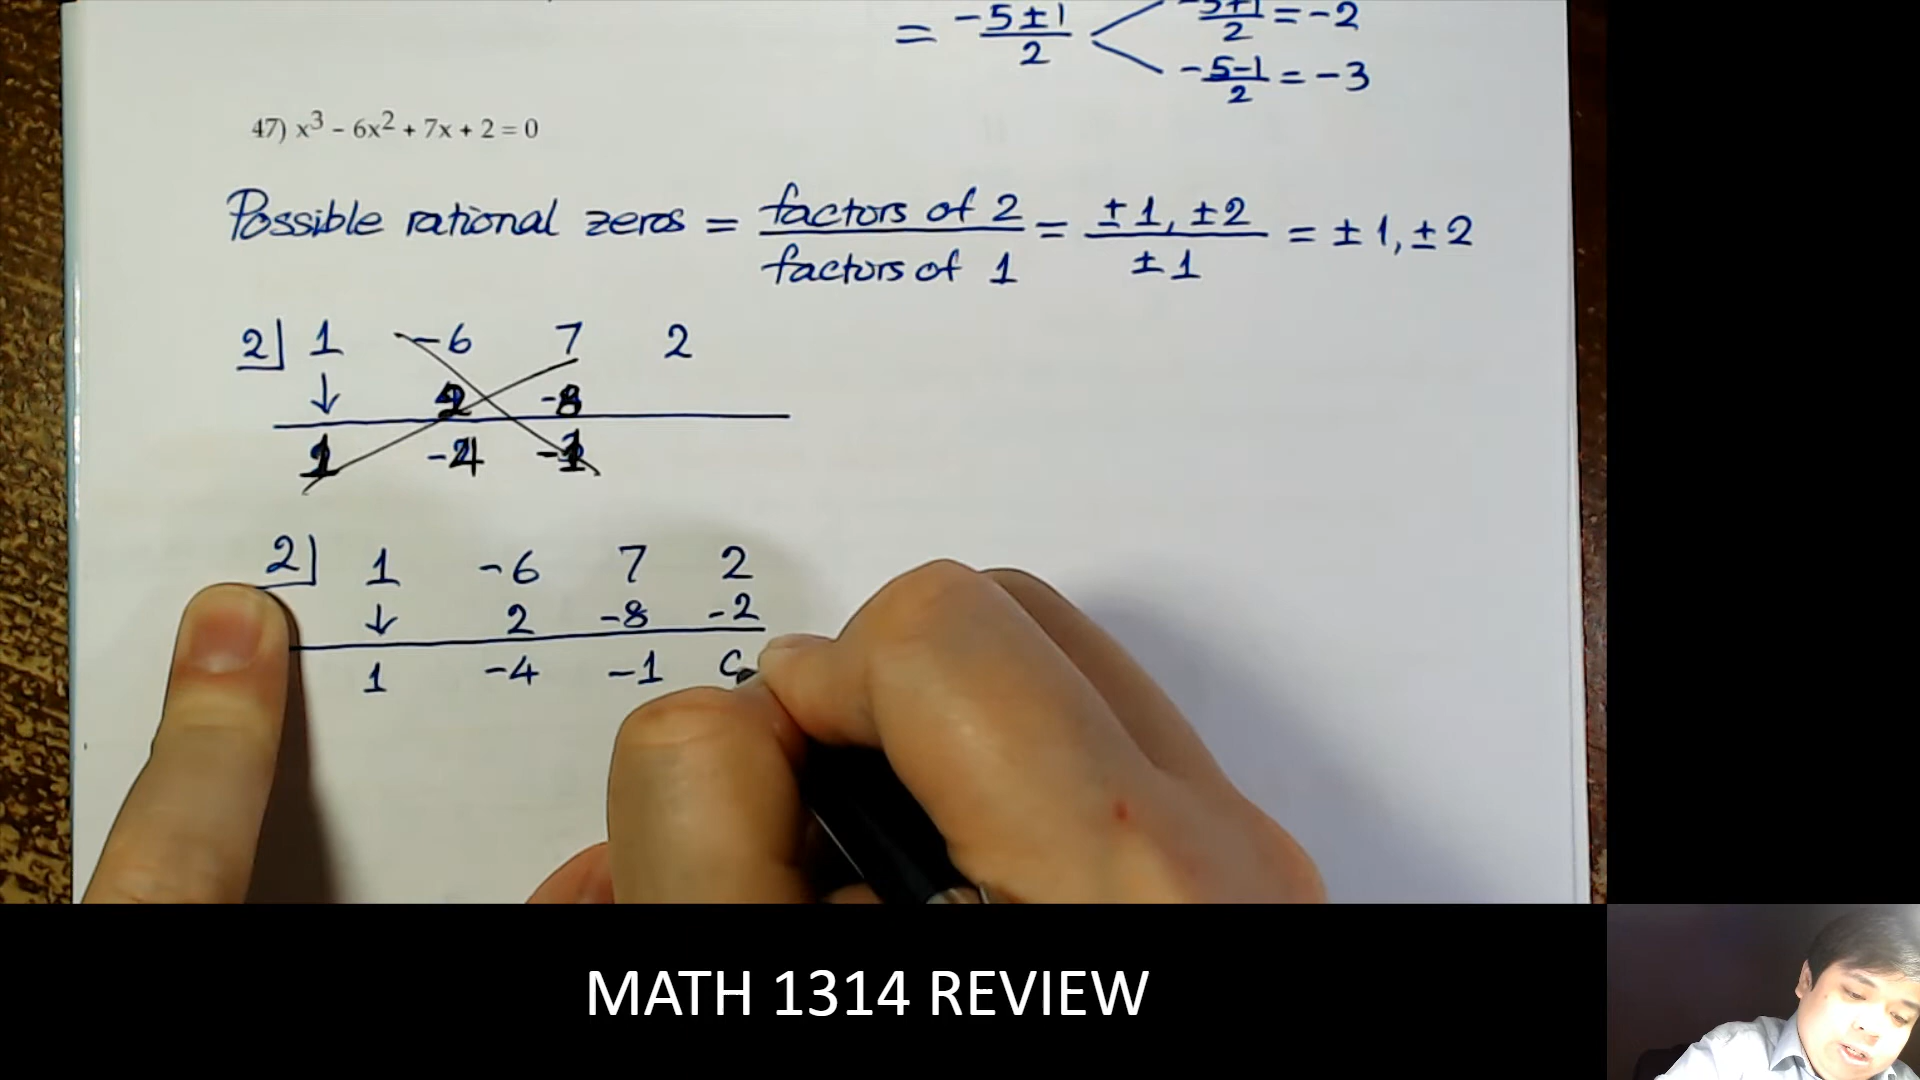 = -5±1/2 < -5+1/2 = -2
-5-1/2 = -3
47) x³ - 6x² + 7x + 2 = 0
Possible rational zeros = factors of 2 / factors of 1 = ±1, ±2 / ±1 = ±1, ±2
2| 1 -6 7 2
↓ -8
-4 -1
2| 1 -6 7 2
↓ 2 -8 -2
1 -4 -1
MATH 1314 REVIEW